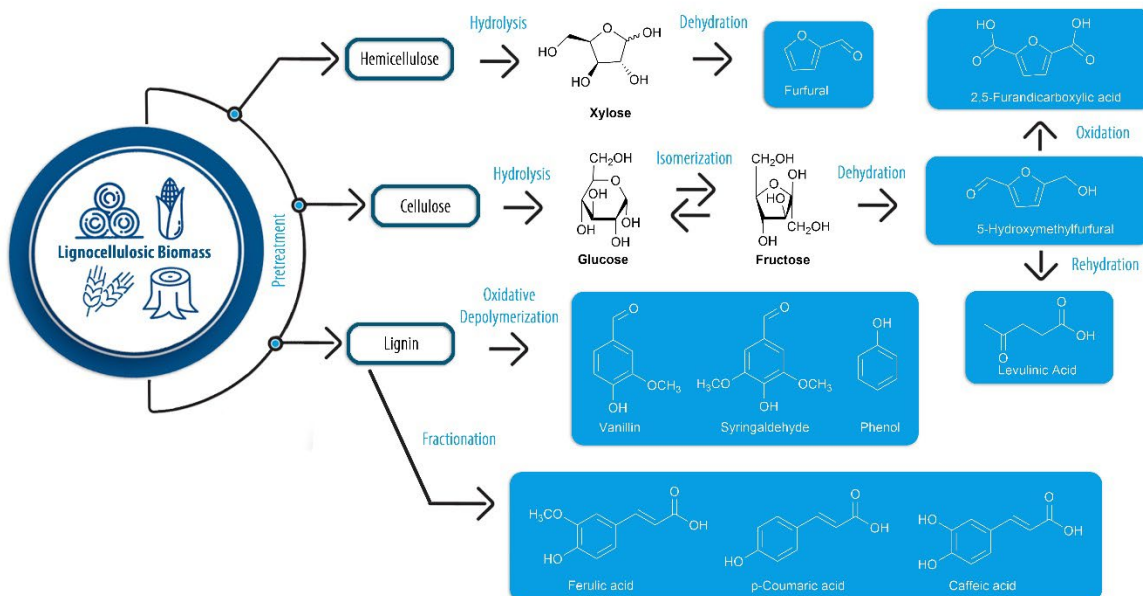 Lignocellulosic Biomass
Pretreatment
Hemicellulose
Hydrolysis
HO
O
OH
HO
OH
Xylose
Dehydration
O
O
Furfural
HO
O
OH
O
O
2,5-Furandicarboxylic acid
Oxidation
Cellulose
Hydrolysis
CH₂OH
O
HO
HO
OH
OH
Glucose
Isomerization
CH₂OH
O
OH
HO
CH₂OH
OH
Fructose
Dehydration
O
O
OH
5-Hydroxymethylfurfural
Rehydration
O
OH
O
Levulinic Acid
Lignin
Oxidative
Depolymerization
O
OCH₃
OH
Vanillin
O
H₃CO
OCH₃
OH
Syringaldehyde
OH
Phenol
Fractionation
H₃CO
HO
O
OH
Ferulic acid
HO
O
OH
p-Coumaric acid
HO
HO
O
OH
Caffeic acid